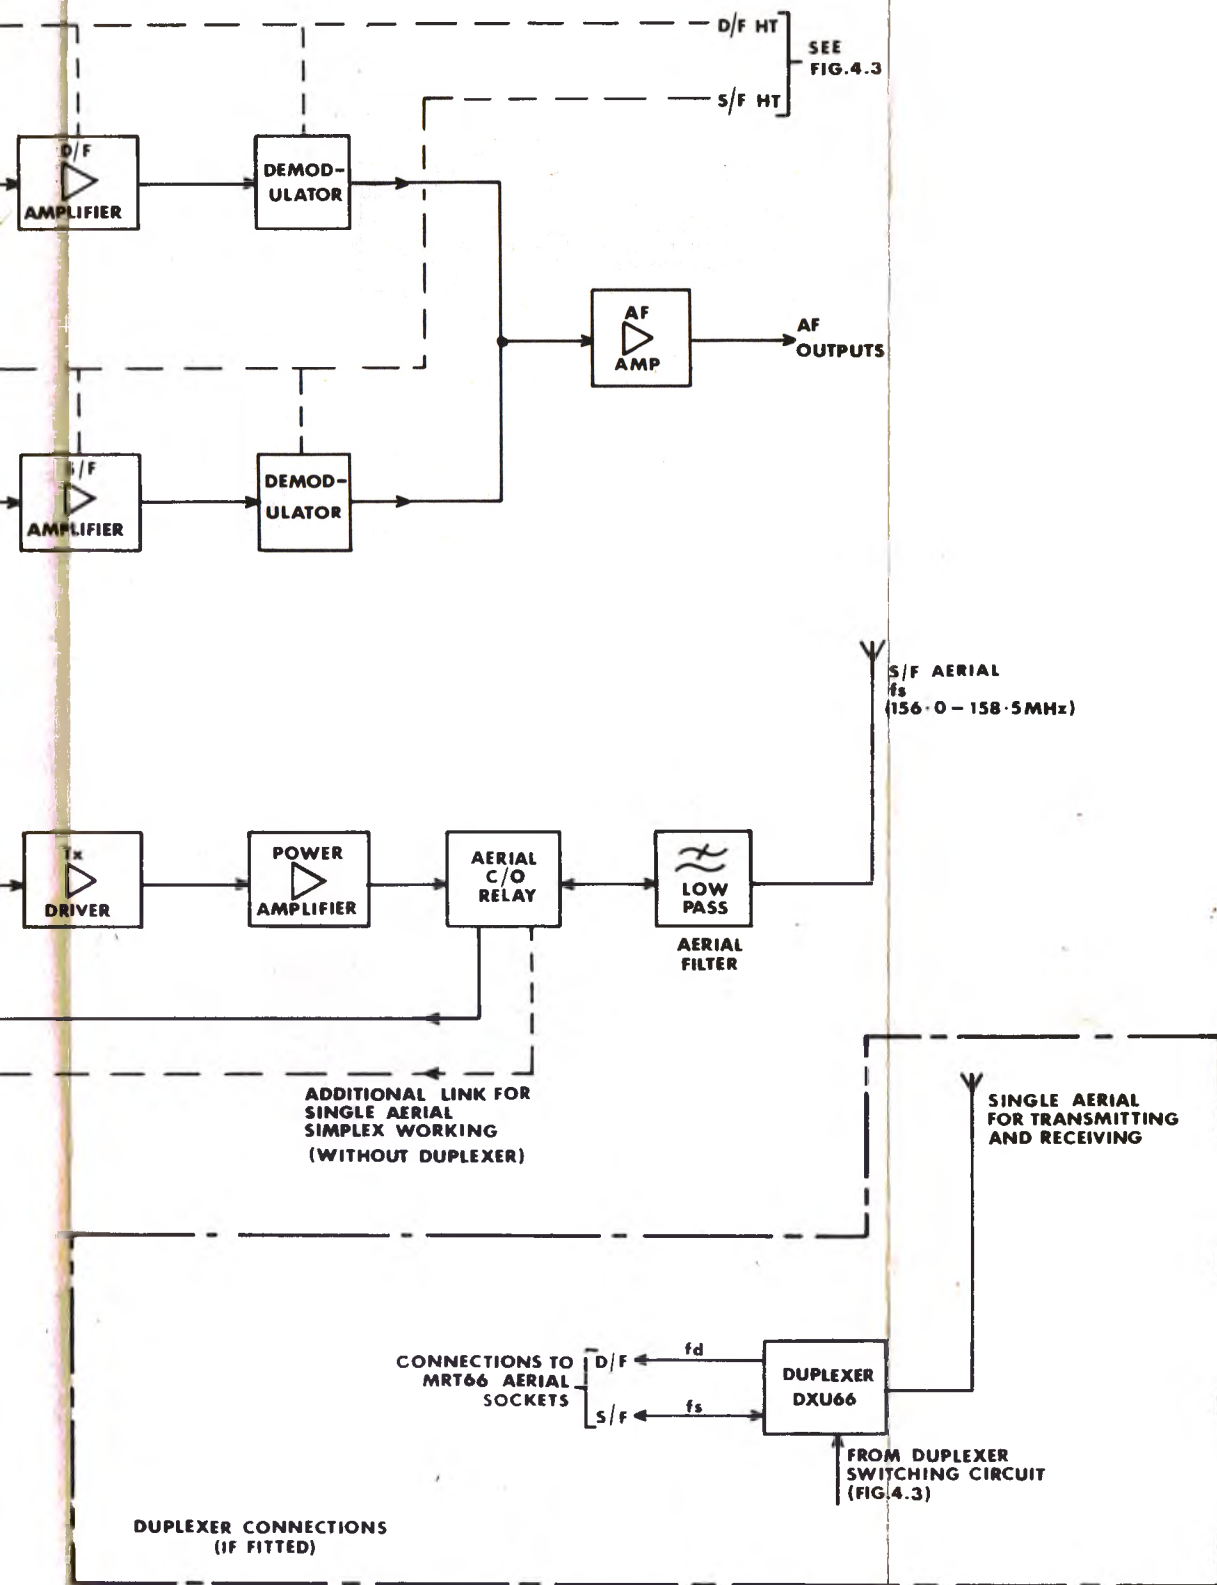 D/F HT
SEE
FIG.4.3
S/F HT
D/F
AMPLIFIER
DEMOD-
ULATOR
AF
AMP
AF
OUTPUTS
S/F
AMPLIFIER
DEMOD-
ULATOR
S/F AERIAL
fs
(156·0-158·5MHz)
Tx
DRIVER
POWER
AMPLIFIER
AERIAL
C/O
RELAY
LOW
PASS
AERIAL
FILTER
ADDITIONAL LINK FOR
SINGLE AERIAL
SIMPLEX WORKING
(WITHOUT DUPLEXER)
SINGLE AERIAL
FOR TRANSMITTING
AND RECEIVING
CONNECTIONS TO
MRT66 AERIAL
SOCKETS
D/F
fd
S/F
fs
DUPLEXER
DXU66
FROM DUPLEXER
SWITCHING CIRCUIT
(FIG.4.3)
DUPLEXER CONNECTIONS
(IF FITTED)